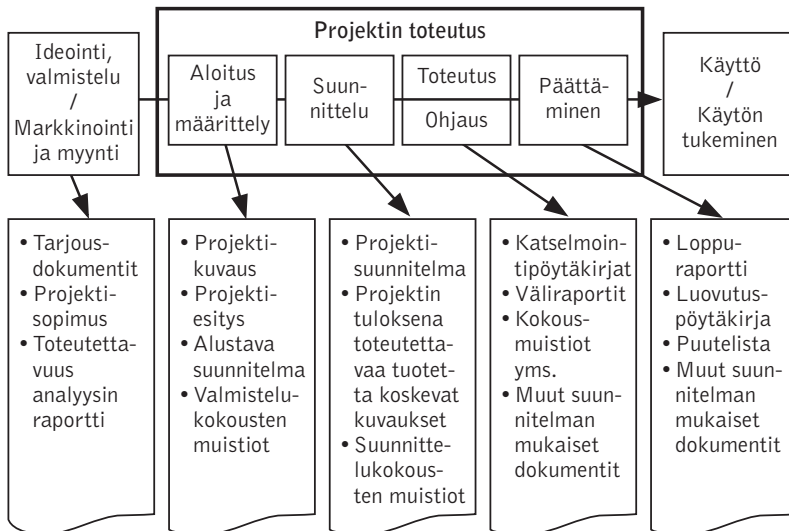 Projektin toteutus
Ideointi,
valmistelu
/
Markkinointi
ja myynti
Aloitus
ja
määrittely
Suun-
nittelu
Toteutus
Ohjaus
Päättä-
minen
Käyttö
/
Käytön
tukeminen
• Tarjous-
dokumentit
• Projekti-
sopimus
• Toteutetta-
vuus
analyysin
raportti
• Projekti-
kuvaus
• Projekti-
esitys
• Alustava
suunnitelma
• Valmistelu-
kokousten
muistiot
• Projekti-
suunnitelma
• Projektin
tuloksena
toteutetta-
vaa tuotet-
ta koskevat
kuvaukset
• Suunnitte-
lukokous-
ten muistiot
• Katselmoin-
tipöytäkirjat
• Väliraportit
• Kokous-
muistiot
yms.
• Muut suun-
nitelman
mukaiset
dokumentit
• Loppu-
raportti
• Luovutus-
pöytäkirja
• Puutelista
• Muut suun-
nitelman
mukaiset
dokumentit